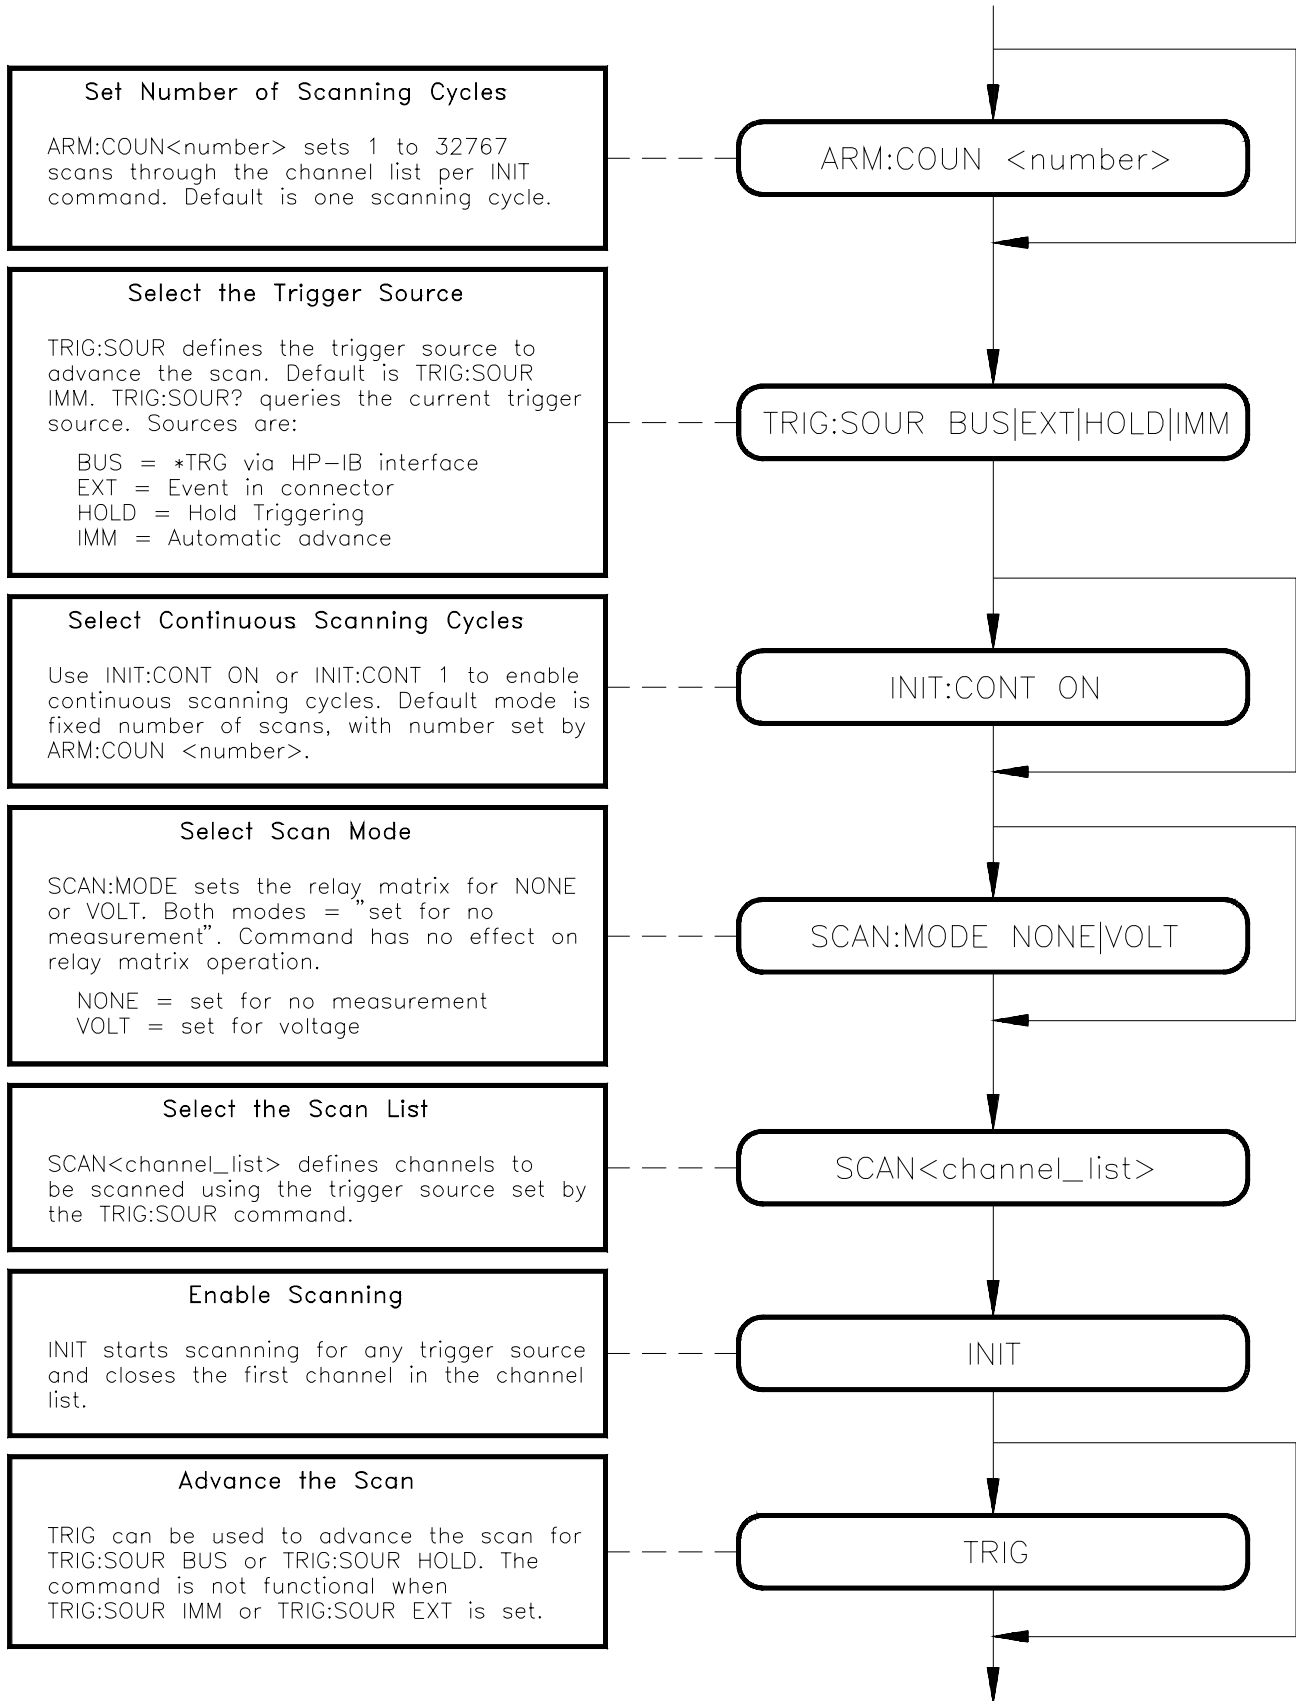 Set Number of Scanning Cycles
ARM:COUN<number> sets 1 to 32767
scans through the channel list per INIT
command. Default is one scanning cycle.
ARM:COUN <number>
Select the Trigger Source
TRIG:SOUR defines the trigger source to
advance the scan. Default is TRIG:SOUR
IMM. TRIG:SOUR? queries the current trigger
source. Sources are:
BUS = *TRG via HP-IB interface
EXT = Event in connector
HOLD = Hold Triggering
IMM = Automatic advance
TRIG:SOUR BUS|EXT|HOLD|IMM
Select Continuous Scanning Cycles
Use INIT:CONT ON or INIT:CONT 1 to enable
continuous scanning cycles. Default mode is
fixed number of scans, with number set by
ARM:COUN <number>.
INIT:CONT ON
Select Scan Mode
SCAN:MODE sets the relay matrix for NONE
or VOLT. Both modes = "set for no
measurement". Command has no effect on
relay matrix operation.
NONE = set for no measurement
VOLT = set for voltage
SCAN:MODE NONE|VOLT
Select the Scan List
SCAN<channel_list> defines channels to
be scanned using the trigger source set by
the TRIG:SOUR command.
SCAN<channel_list>
Enable Scanning
INIT starts scannning for any trigger source
and closes the first channel in the channel
list.
INIT
Advance the Scan
TRIG can be used to advance the scan for
TRIG:SOUR BUS or TRIG:SOUR HOLD. The
command is not functional when
TRIG:SOUR IMM or TRIG:SOUR EXT is set.
TRIG